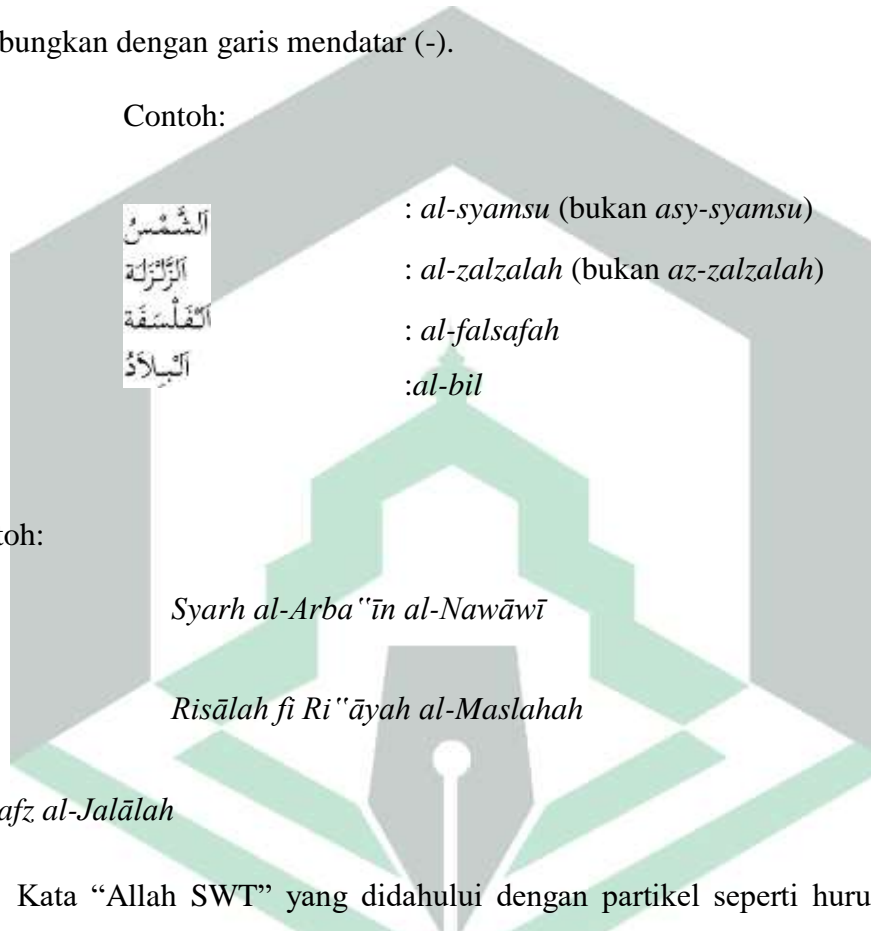 bungkan dengan garis mendatar (-).
Contoh:
اَلشَّمْسُ : al-syamsu (bukan asy-syamsu)
اَلزَّلْزَلَة : al-zalzalah (bukan az-zalzalah)
اَلْفَلْسَفَة : al-falsafah
اَلْبِلاَدُ :al-bil
toh:
Syarh al-Arba‟īn al-Nawāwī
Risālah fi Ri‟āyah al-Maslahah
afz al-Jalālah
Kata “Allah SWT” yang didahului dengan partikel seperti huru